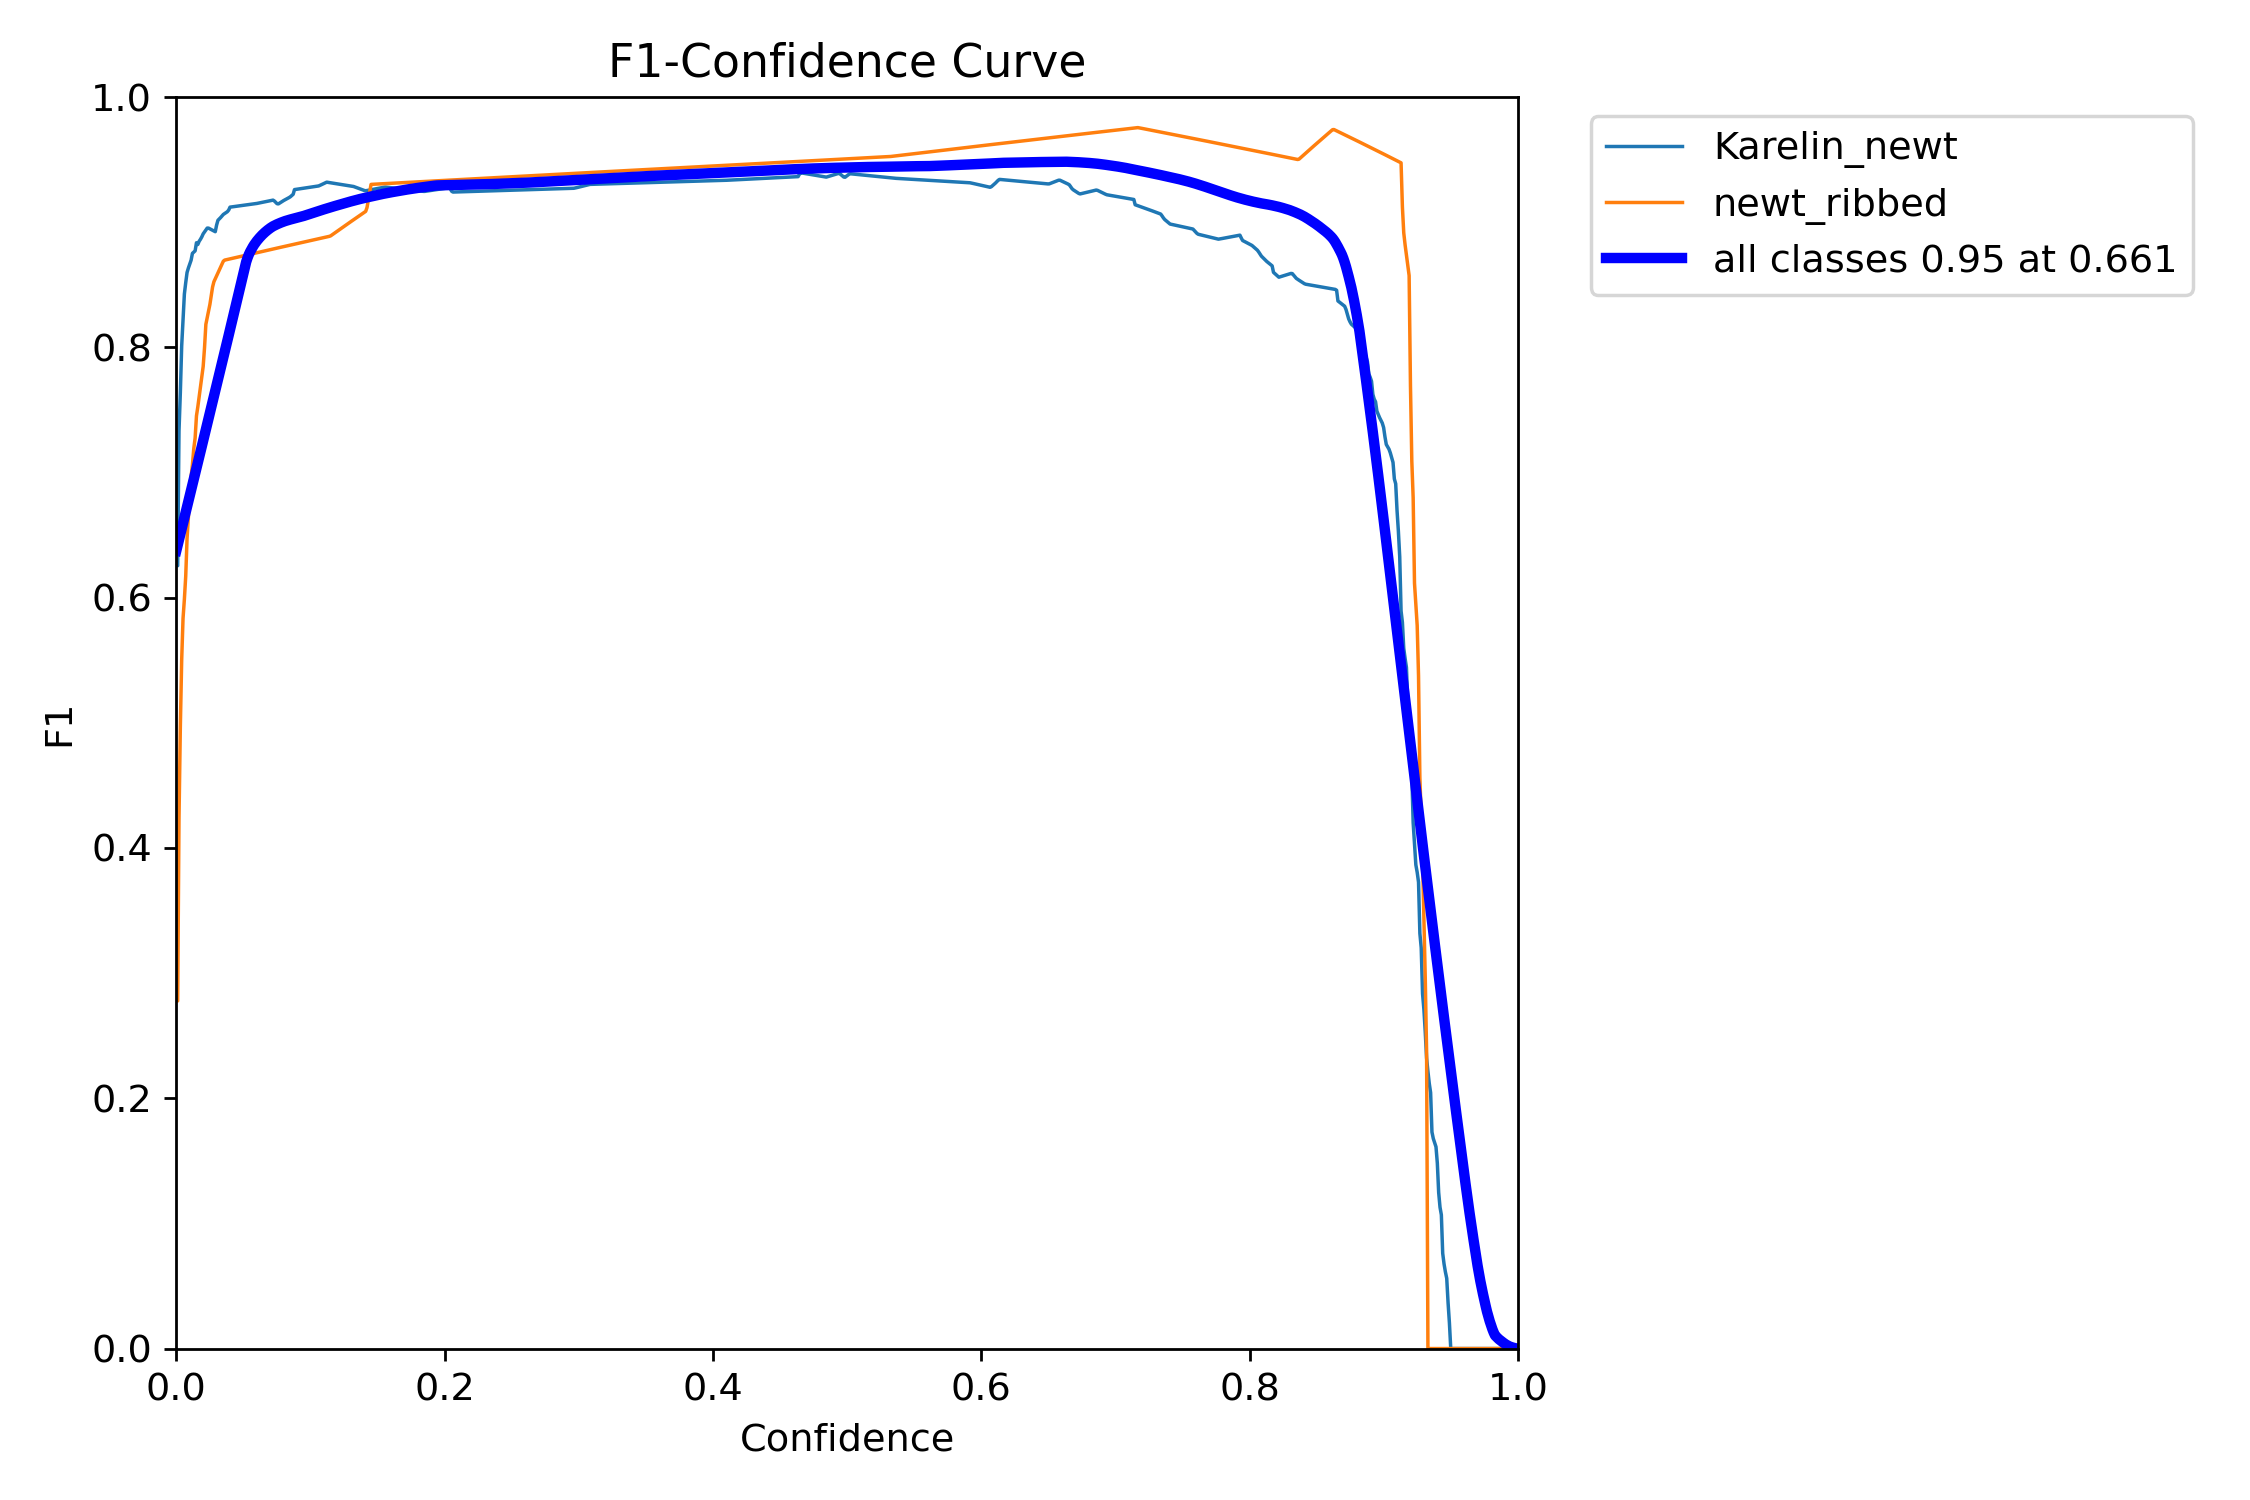 F1-Confidence Curve
1.0
0.8
0.6
0.4
0.2
0.0
F1
0.0 0.2 0.4 0.6 0.8 1.0
Confidence
Karelin_newt
newt_ribbed
all classes 0.95 at 0.661